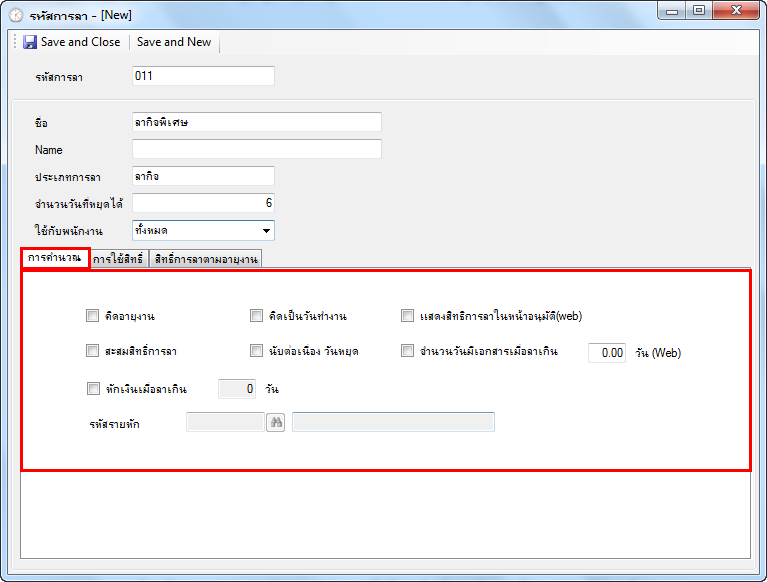 รหัสการลา - [New]
Save and Close Save and New
รหัสการลา 011
ชื่อ ลากิจพิเศษ
Name
ประเภทการลา ลากิจ
จำนวนวันที่หยุดได้ 6
ใช้กับพนักงาน ทั้งหมด
การคำนวณ การใช้สิทธิ์ สิทธิ์การลาตามอายุงาน
คิดอายุงาน คิดเป็นวันทำงาน แสดงสิทธิการลาในหน้าอนุมัติ(web)
สะสมสิทธิ์การลา นับต่อเนื่อง วันหยุด จำนวนวันมีเอกสารเมื่อลาเกิน 0.00 วัน (Web)
หักเงินเมื่อลาเกิน 0 วัน
รหัสรายหัก